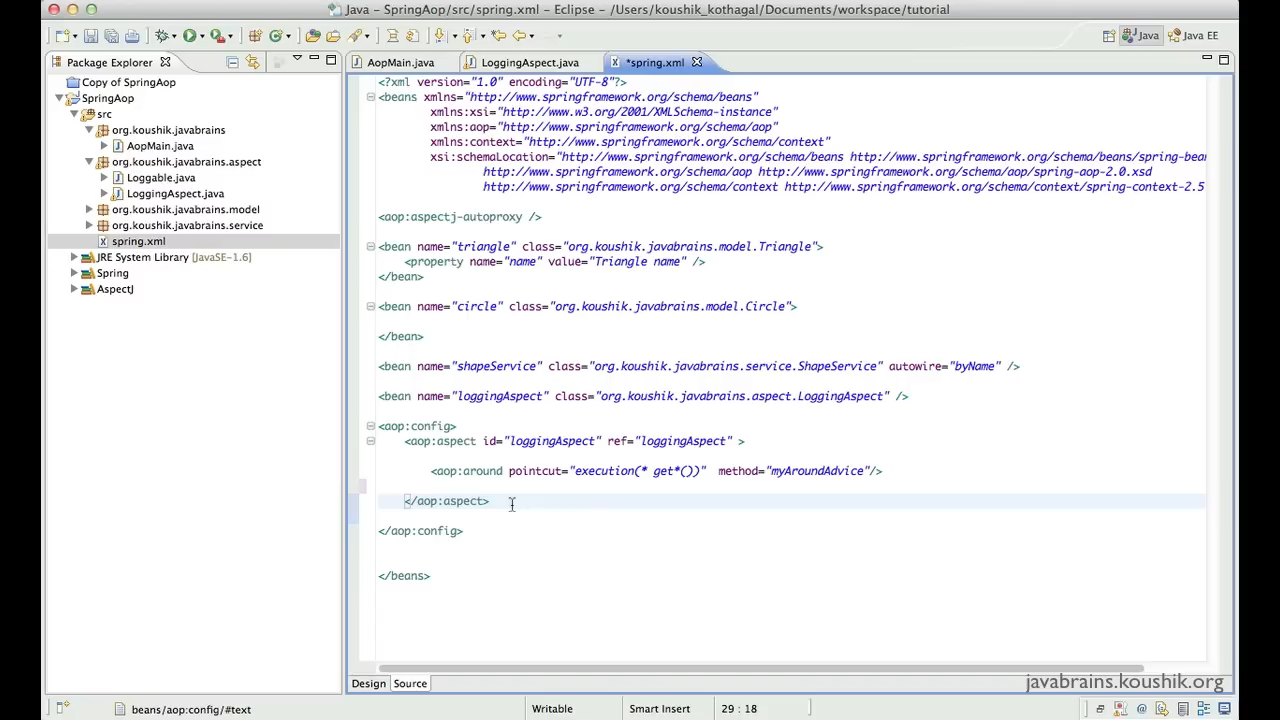 Java - SpringAop/src/spring.xml - Eclipse - /Users/koushik_kothagal/Documents/workspace/tutorial
Java Java EE
Package Explorer
AopMain.java LoggingAspect.java *spring.xml
Copy of SpringAop
SpringAop
src
org.koushik.javabrains
AopMain.java
org.koushik.javabrains.aspect
Loggable.java
LoggingAspect.java
org.koushik.javabrains.model
org.koushik.javabrains.service
spring.xml
JRE System Library [JavaSE-1.6]
Spring
AspectJ
<?xml version="1.0" encoding="UTF-8"?>
<beans xmlns="http://www.springframework.org/schema/beans"
xmlns:xsi="http://www.w3.org/2001/XMLSchema-instance"
xmlns:aop="http://www.springframework.org/schema/aop"
xmlns:context="http://www.springframework.org/schema/context"
xsi:schemaLocation="http://www.springframework.org/schema/beans http://www.springframework.org/schema/beans/spring-bean
http://www.springframework.org/schema/aop http://www.springframework.org/schema/aop/spring-aop-2.0.xsd
http://www.springframework.org/schema/context http://www.springframework.org/schema/context/spring-context-2.5
<aop:aspectj-autoproxy />
<bean name="triangle" class="org.koushik.javabrains.model.Triangle">
<property name="name" value="Triangle name" />
</bean>
<bean name="circle" class="org.koushik.javabrains.model.Circle">
</bean>
<bean name="shapeService" class="org.koushik.javabrains.service.ShapeService" autowire="byName" />
<bean name="loggingAspect" class="org.koushik.javabrains.aspect.LoggingAspect" />
<aop:config>
<aop:aspect id="loggingAspect" ref="loggingAspect" >
<aop:around pointcut="execution(* get*())" method="myAroundAdvice"/>
</aop:aspect>
</aop:config>
</beans>
Design Source
javabrains.koushik.org
beans/aop:config/#text Writable Smart Insert 29 : 18